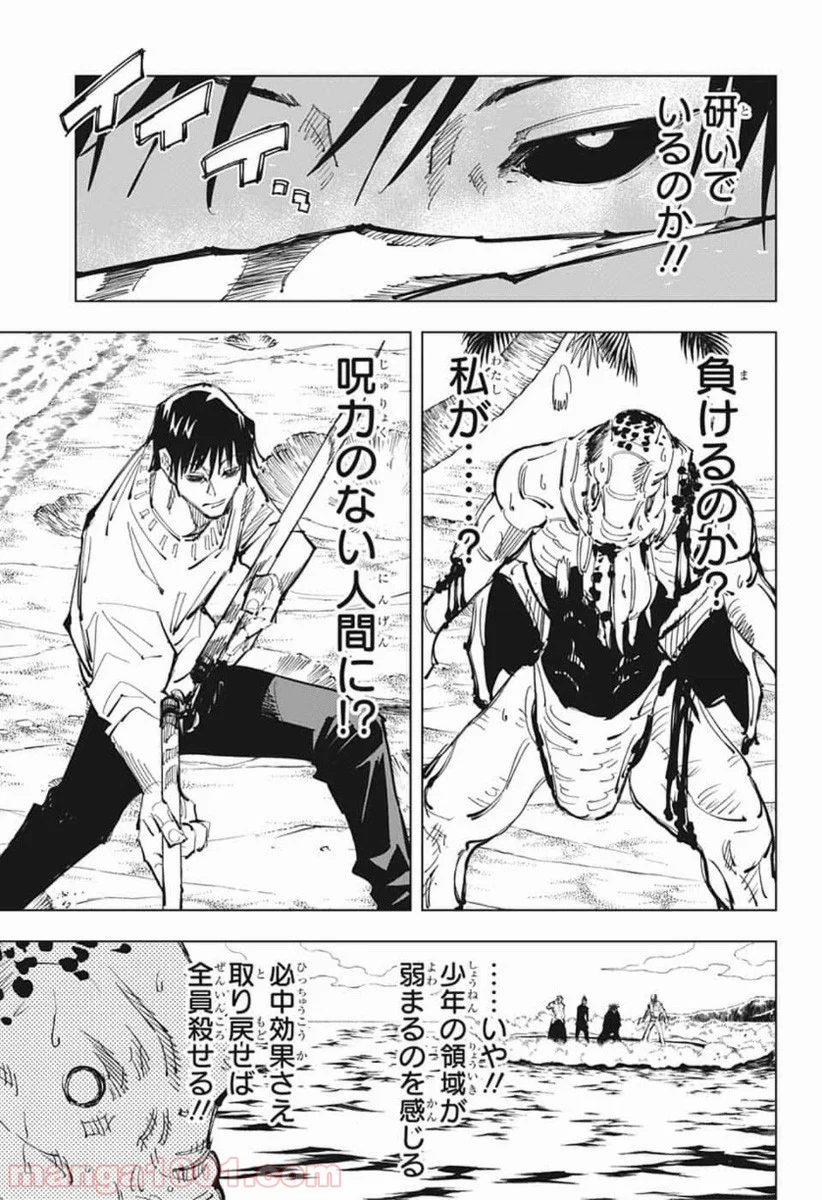 研いで
いるのか!!
イ
イ
イ
負けるのか?
私が……?
呪力のない人間に!?
……いや!!
少年の領域が
弱まるのを感じる
必中効果さえ
取り戻せば
全員殺せる!!
manga1001.com